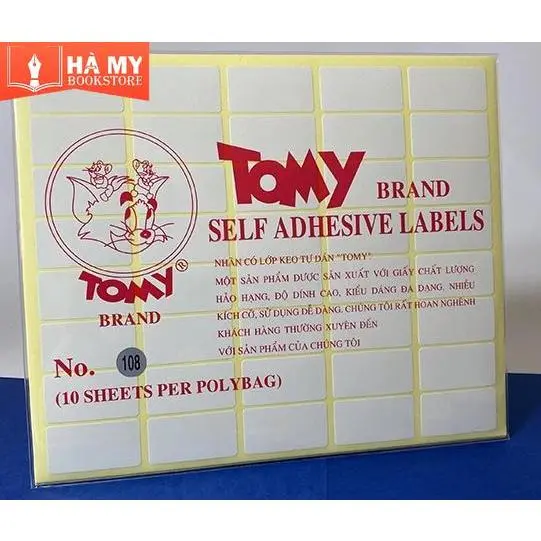 HÀ MY
BOOKSTORE
TOMY BRAND
SELF ADHESIVE LABELS
NHÃN CÓ LỚP KEO TỰ DÁN "TOMY"
MỘT SẢN PHẨM ĐƯỢC SẢN XUẤT VỚI GIẤY CHẤT LƯỢNG
HẢO HẠNG, ĐỘ DÍNH CAO, KIỂU DÁNG ĐA DẠNG, NHIỀU
KÍCH CỠ, SỬ DỤNG DỄ DÀNG. CHÚNG TÔI RẤT HOAN NGHÊNH
KHÁCH HÀNG THƯỜNG XUYÊN ĐẾN
VỚI SẢN PHẨM CỦA CHÚNG TÔI
TOMY ®
BRAND
No. 108
(10 SHEETS PER POLYBAG)